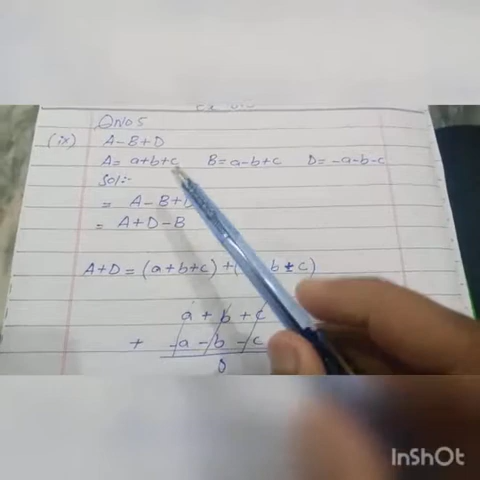 Q No 5
(ix) A-B+D
A= a+b+c B= a-b+c D= -a-b-c
Sol:-
= A-B+D
= A+D-B
A+D = (a+b+c) + ( b ± c)
a + b + c
+ -a - b - c
0
InShOt